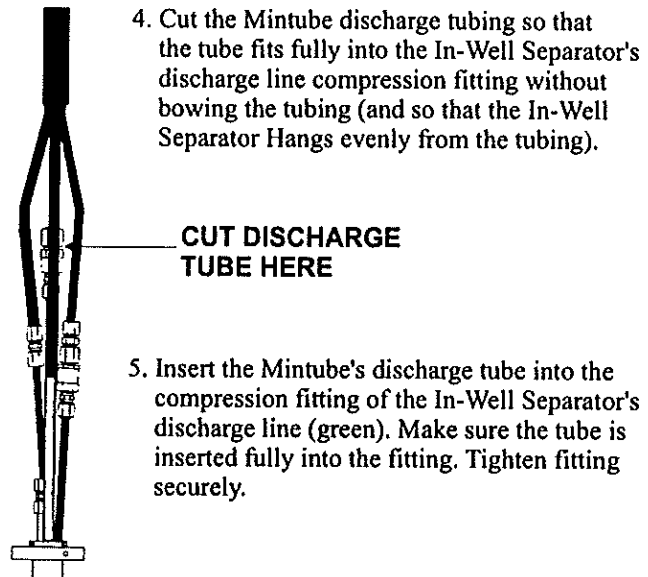 4. Cut the Mintube discharge tubing so that
the tube fits fully into the In-Well Separator's
discharge line compression fitting without
bowing the tubing (and so that the In-Well
Separator Hangs evenly from the tubing).
CUT DISCHARGE
TUBE HERE
5. Insert the Mintube's discharge tube into the
compression fitting of the In-Well Separator's
discharge line (green). Make sure the tube is
inserted fully into the fitting. Tighten fitting
securely.